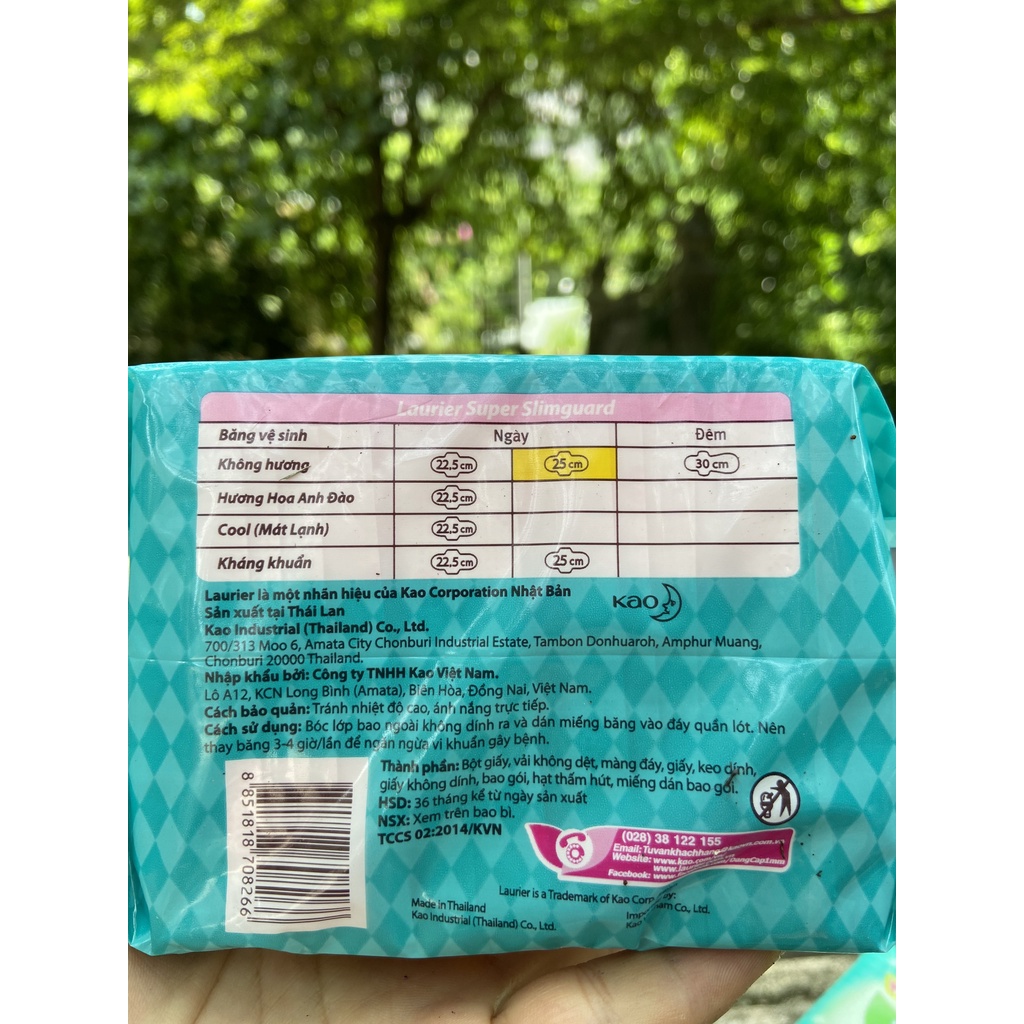 Laurier Super Slimguard
Băng vệ sinh Ngày Đêm
Không hương 22,5 cm 25 cm 30 cm
Hương Hoa Anh Đào 22,5 cm
Cool (Mát Lạnh) 22,5 cm
Kháng khuẩn 22,5 cm 25 cm
Laurier là một nhãn hiệu của Kao Corporation Nhật Bản
Kao
Sản xuất tại Thái Lan
Kao Industrial (Thailand) Co., Ltd.
700/313 Moo 6, Amata City Chonburi Industrial Estate, Tambon Donhuaroh, Amphur Muang,
Chonburi 20000 Thailand.
Nhập khẩu bởi: Công ty TNHH Kao Việt Nam.
Lô A12, KCN Long Bình (Amata), Biên Hòa, Đồng Nai, Việt Nam.
Cách bảo quản: Tránh nhiệt độ cao, ánh nắng trực tiếp.
Cách sử dụng: Bóc lớp bao ngoài không dính ra và dán miếng băng vào đáy quần lót. Nên
thay băng 3-4 giờ/lần để ngăn ngừa vi khuẩn gây bệnh.
Thành phần: Bột giấy, vải không dệt, màng đáy, giấy, keo dính,
giấy không dính, bao gói, hạt thấm hút, miếng dán bao gói.
HSD: 36 tháng kể từ ngày sản xuất
NSX: Xem trên bao bì.
TCCS 02:2014/KVN
8 851818 708266
(028) 38 122 155
Email:
Website:
Facebook:
Laurier is a Trademark of Kao
Made in Thailand
Kao Industrial (Thailand) Co., Ltd.
Co., Ltd.